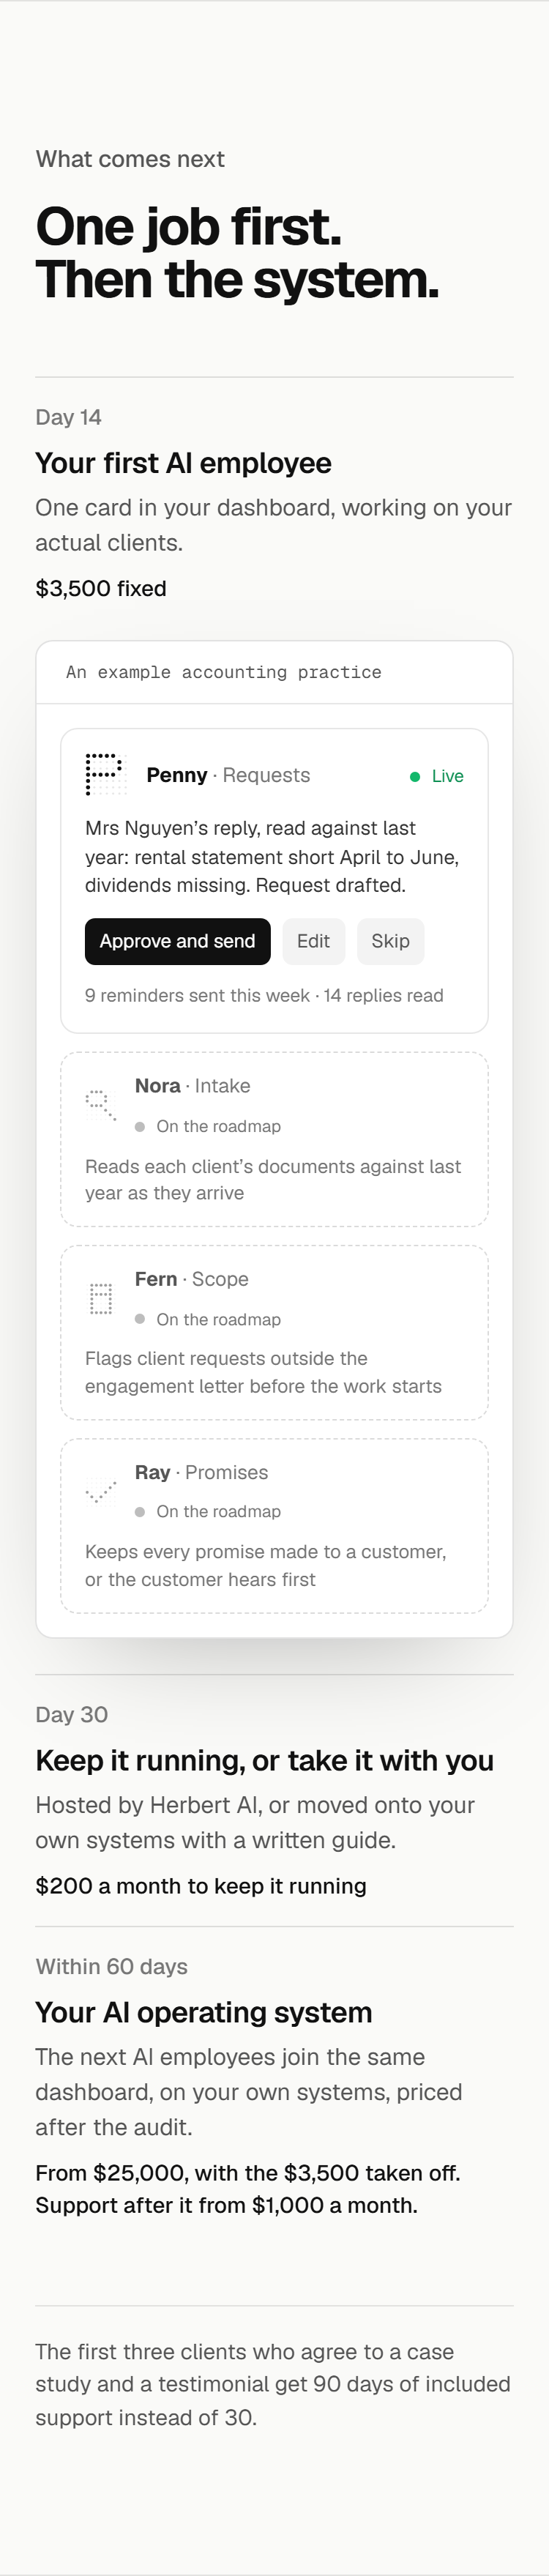 What comes next
One job first.
Then the system.
Day 14
Your first AI employee
One card in your dashboard, working on your
actual clients.
$3,500 fixed
An example accounting practice
Penny · Requests
Live
Mrs Nguyen’s reply, read against last
year: rental statement short April to June,
dividends missing. Request drafted.
Approve and send
Edit
Skip
9 reminders sent this week · 14 replies read
Nora · Intake
On the roadmap
Reads each client’s documents against last
year as they arrive
Fern · Scope
On the roadmap
Flags client requests outside the
engagement letter before the work starts
Ray · Promises
On the roadmap
Keeps every promise made to a customer,
or the customer hears first
Day 30
Keep it running, or take it with you
Hosted by Herbert AI, or moved onto your
own systems with a written guide.
$200 a month to keep it running
Within 60 days
Your AI operating system
The next AI employees join the same
dashboard, on your own systems, priced
after the audit.
From $25,000, with the $3,500 taken off.
Support after it from $1,000 a month.
The first three clients who agree to a case
study and a testimonial get 90 days of included
support instead of 30.